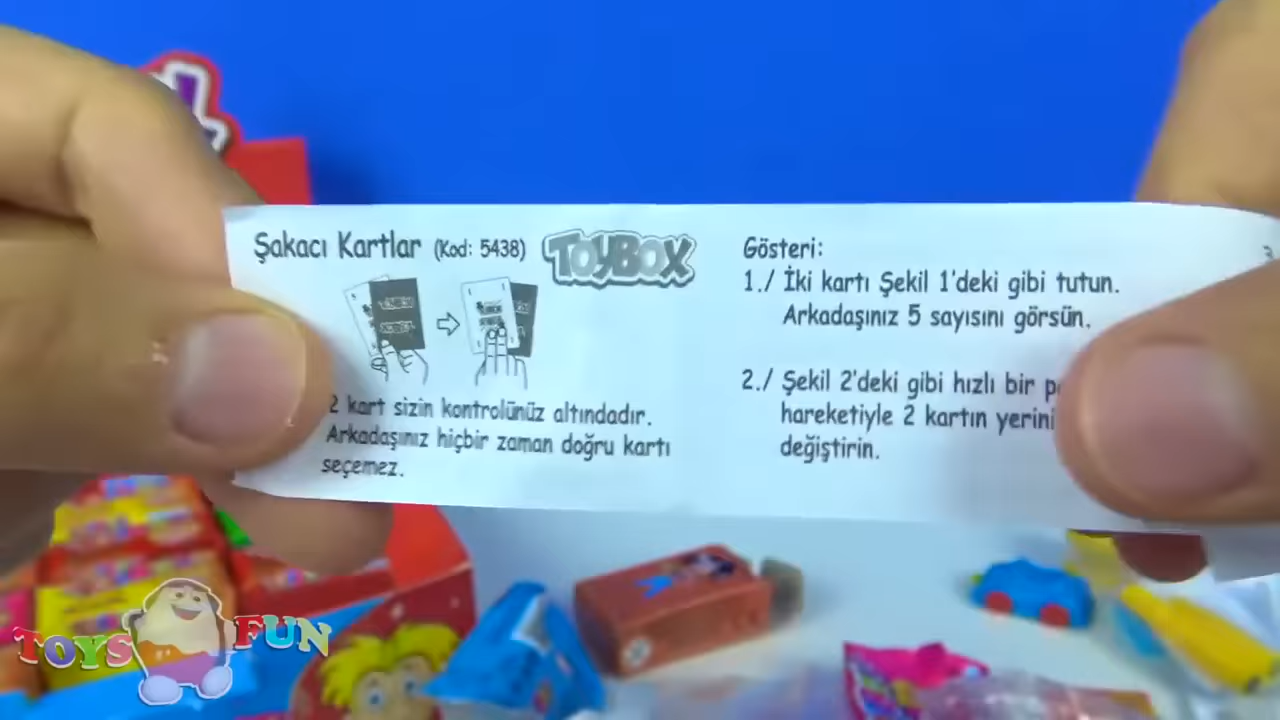 Şakacı Kartlar (Kod: 5438)
TOYBOX
2 kart sizin kontrolünüz altındadır.
Arkadaşınız hiçbir zaman doğru kartı
seçemez.
Gösteri:
1./ İki kartı Şekil 1'deki gibi tutun.
Arkadaşınız 5 sayısını görsün.
2./ Şekil 2'deki gibi hızlı bir
hareketiyle 2 kartın yerini
değiştirin.
TOYS FUN